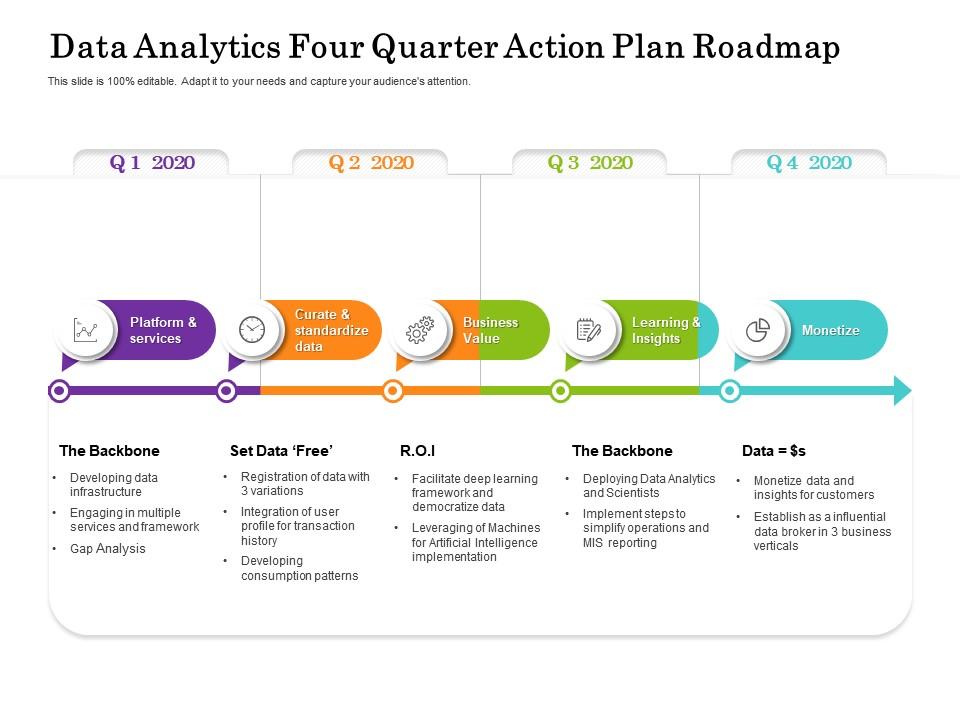 Data Analytics Four Quarter Action Plan Roadmap
This slide is 100% editable. Adapt it to your needs and capture your audience's attention.
Q 1 2020
Q 2 2020
Q 3 2020
Q 4 2020
Platform &
services
Curate &
standardize
data
Business
Value
Learning &
Insights
Monetize
The Backbone
• Developing data
infrastructure
• Engaging in multiple
services and framework
• Gap Analysis
Set Data ‘Free’
• Registration of data with
3 variations
• Integration of user
profile for transaction
history
• Developing
consumption patterns
R.O.I
• Facilitate deep learning
framework and
democratize data
• Leveraging of Machines
for Artificial Intelligence
implementation
The Backbone
• Deploying Data Analytics
and Scientists
• Implement steps to
simplify operations and
MIS reporting
Data = $s
• Monetize data and
insights for customers
• Establish as a influential
data broker in 3 business
verticals